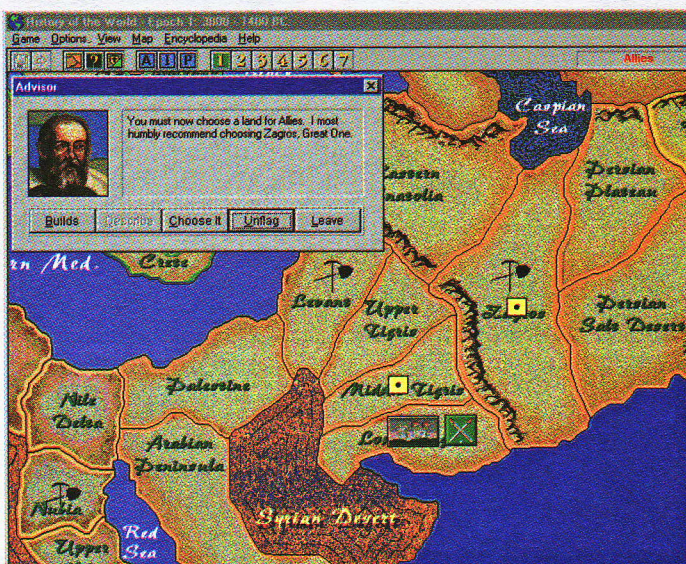 History of the World - Epoch 1: 3000 - 1400 BC
Game Options View Map Encyclopedia Help
A I P I 2 3 4 5 6 7
Allies
Advisor
You must now choose a land for Allies. I most
humbly recommend choosing Zagros, Great One.
Builds Describe Choose It Unflag Leave
Caspian
Sea
Persian
Plateau
Eastern
Anatolia
rn Med.
Crete
Levant
Upper
Tigris
Zagros
Persian
Salt Desert
Palestine
Middle Tigris
Nile
Delta
Arabian
Peninsula
Nubia
Syrian Desert
Red
Sea
Upper